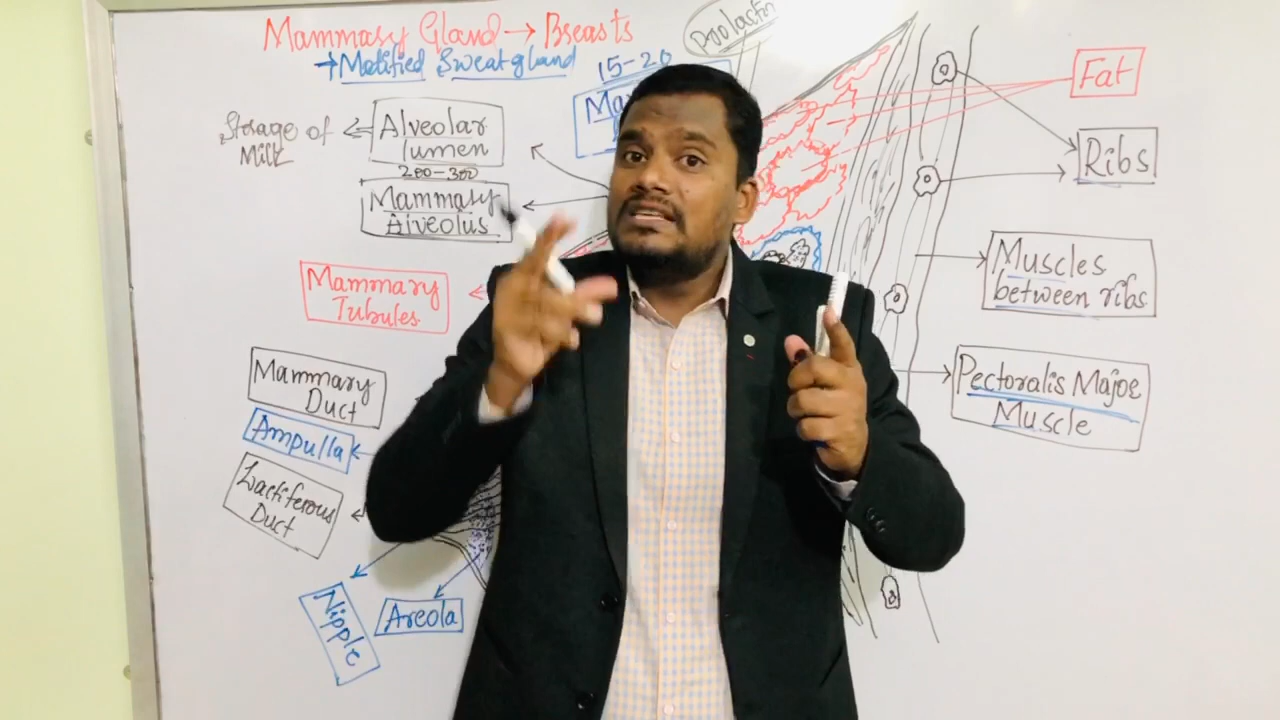 Mammary Gland → Breasts
→ Modified Sweat gland
15-20
Alveolar
lumen
Storage of
Milk
200-300
Mammary
Alveolus
Mammary
Tubules
Mammary
Duct
Ampulla
Lactiferous
Duct
Nipple
Areola
Fat
Ribs
Muscles
between ribs
Pectoralis Major
Muscle